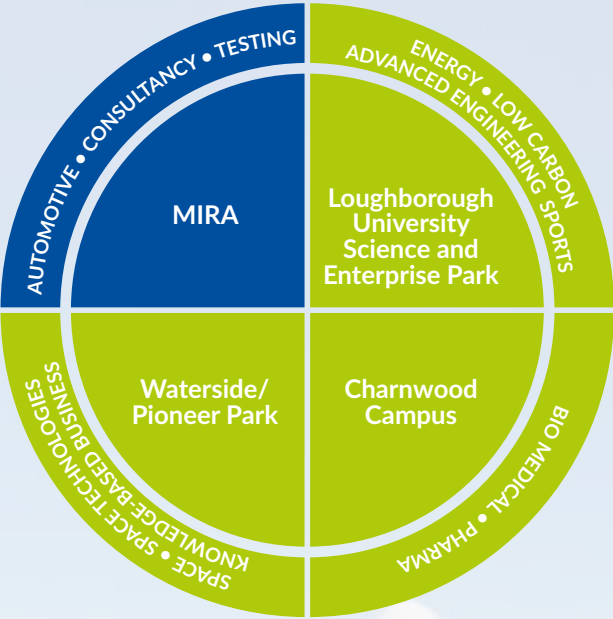 AUTOMOTIVE • CONSULTANCY • TESTING
ENERGY • LOW CARBON
ADVANCED ENGINEERING SPORTS
MIRA
Loughborough
University
Science and
Enterprise Park
Waterside/
Pioneer Park
Charnwood
Campus
SPACE • SPACE TECHNOLOGIES
KNOWLEDGE-BASED BUSINESS
BIO MEDICAL • PHARMA